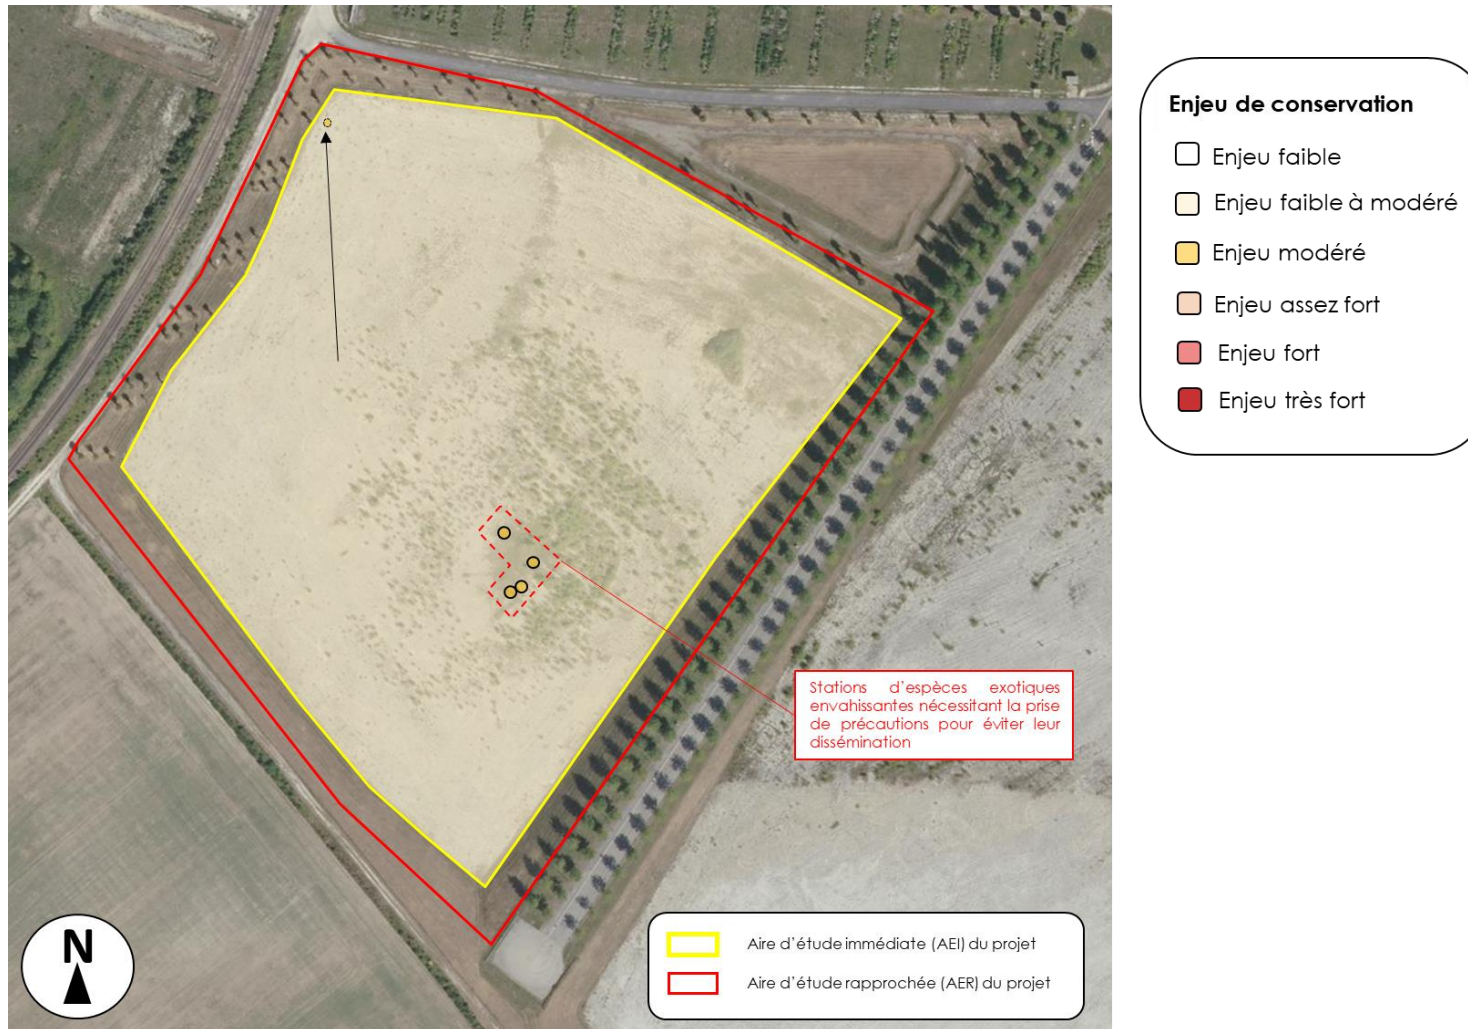 Enjeu de conservation
Enjeu faible
Enjeu faible à modéré
Enjeu modéré
Enjeu assez fort
Enjeu fort
Enjeu très fort
Stations d'espèces exotiques
envahissantes nécessitant la prise
de précautions pour éviter leur
dissémination
N
Aire d'étude immédiate (AEI) du projet
Aire d'étude rapprochée (AER) du projet